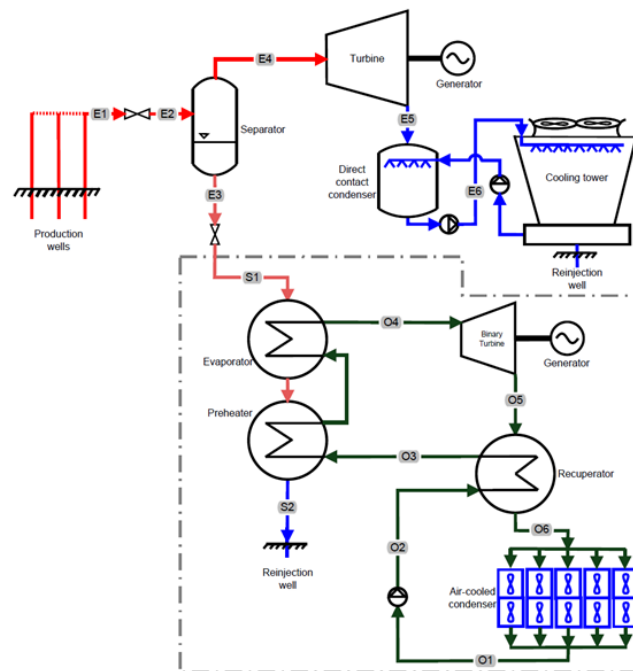 E4
Turbine
Generator
E1
E2
Separator
E5
Direct
contact
condenser
E6
Cooling tower
E3
Production
wells
Reinjection
well
S1
O4
Binary
Turbine
Generator
Evaporator
Preheater
O5
O3
Recuperator
S2
O2
O6
Reinjection
well
Air-cooled
condenser
O1